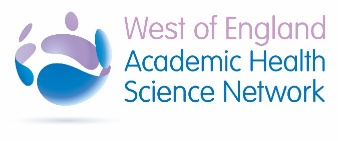 West of England
Academic Health
Science Network